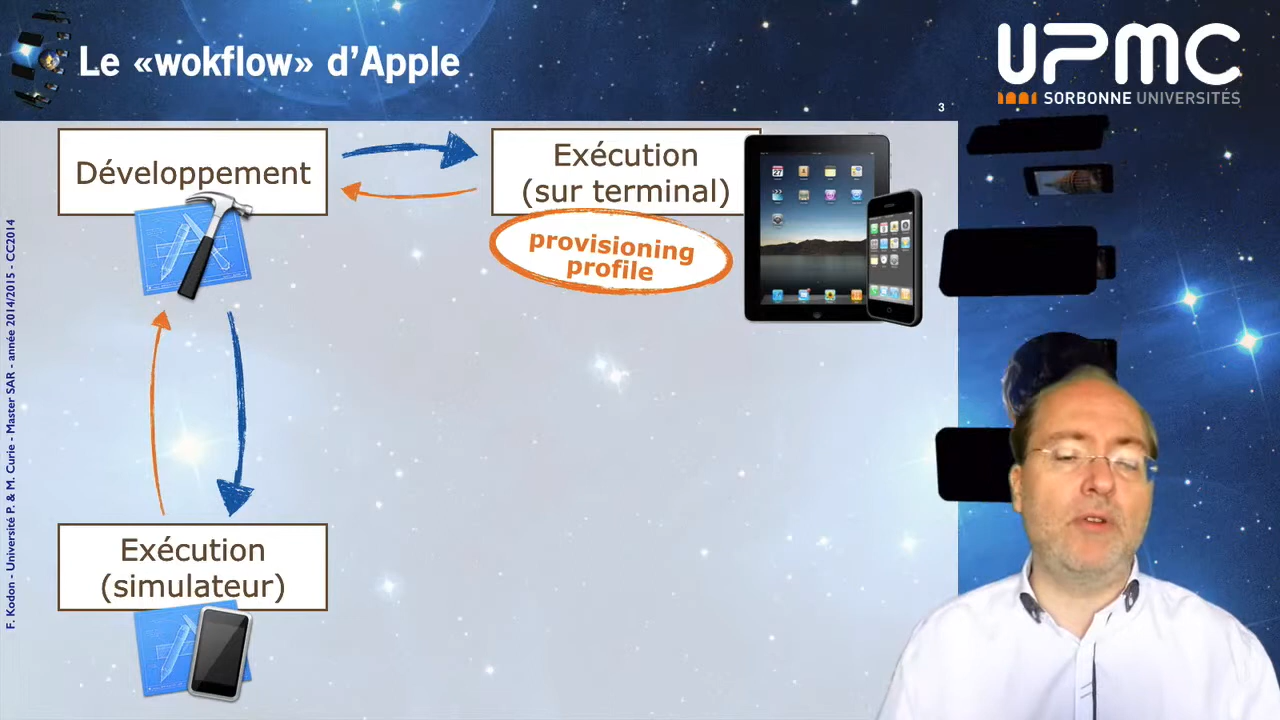 Le «wokflow» d'Apple
UPMC
SORBONNE UNIVERSITÉS
3
Développement
Exécution
(sur terminal)
provisioning
profile
Exécution
(simulateur)
F. Kodon - Université P. & M. Curie - Master SAR - année 2014/2015 - CC2014